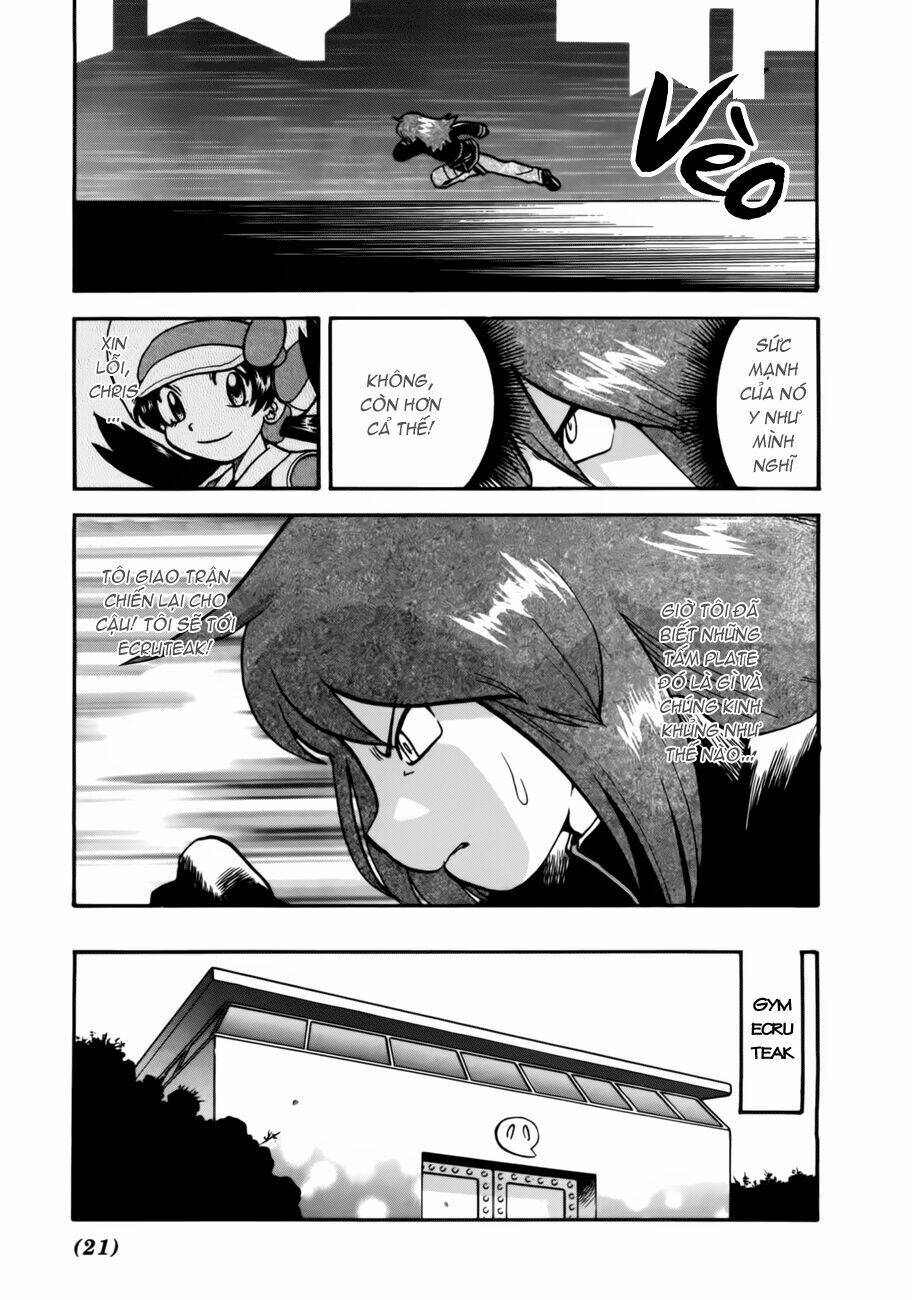 Vèo
SỨC
MẠNH
CỦA NÓ
Y NHƯ
MÌNH
NGHĨ
KHÔNG,
CÒN HƠN
CẢ THẾ!
XIN
LỖI,
CHRIS
...
GIỜ TÔI ĐÃ
BIẾT NHỮNG
TẤM PLATE
ĐÓ LÀ GÌ VÀ
CHÚNG KINH
KHỦNG NHƯ
THẾ NÀO...
TÔI GIAO TRẬN
CHIẾN LẠI CHO
CẬU! TÔI SẼ TỚI
ECRUTEAK!
GYM
ECRU
TEAK
(21)